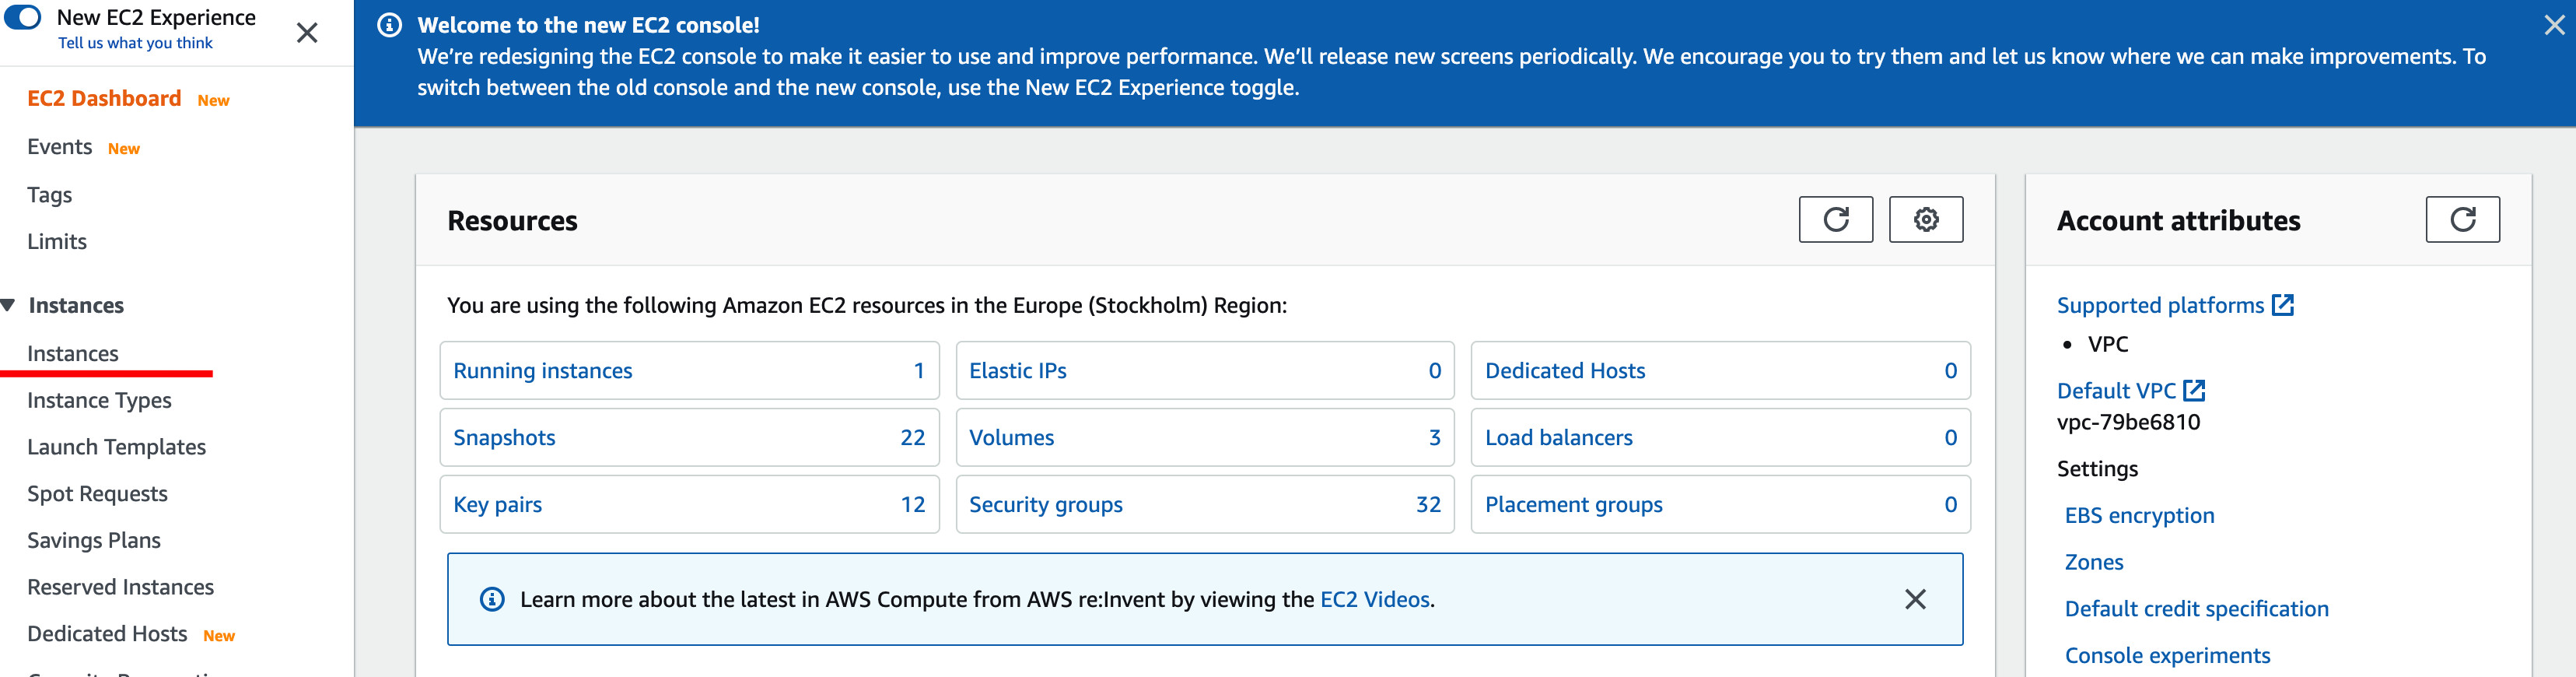 New EC2 Experience
Tell us what you think
EC2 Dashboard New
Events New
Tags
Limits
Instances
Instances
Instance Types
Launch Templates
Spot Requests
Savings Plans
Reserved Instances
Dedicated Hosts New
Welcome to the new EC2 console!
We’re redesigning the EC2 console to make it easier to use and improve performance. We’ll release new screens periodically. We encourage you to try them and let us know where we can make improvements. To
switch between the old console and the new console, use the New EC2 Experience toggle.
Resources
You are using the following Amazon EC2 resources in the Europe (Stockholm) Region:
Running instances 1
Elastic IPs 0
Dedicated Hosts 0
Snapshots 22
Volumes 3
Load balancers 0
Key pairs 12
Security groups 32
Placement groups 0
Learn more about the latest in AWS Compute from AWS re:Invent by viewing the EC2 Videos.
Account attributes
Supported platforms
• VPC
Default VPC
vpc-79be6810
Settings
EBS encryption
Zones
Default credit specification
Console experiments